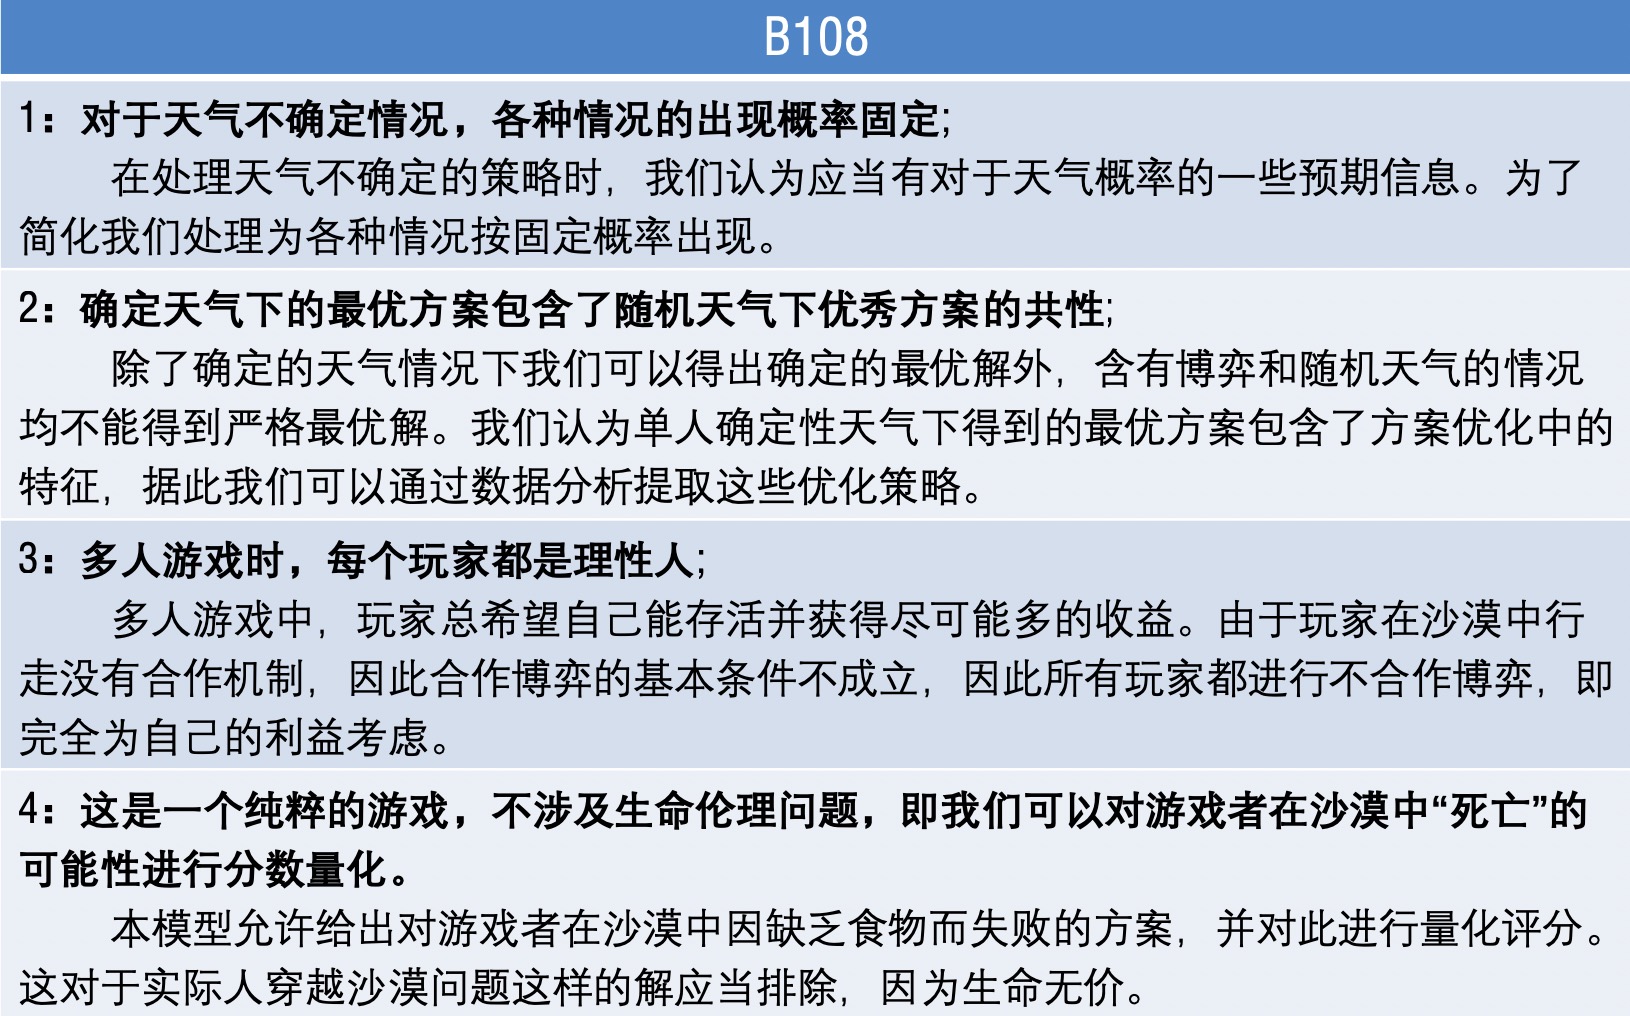 B108
1：对于天气不确定情况，各种情况的出现概率固定;
在处理天气不确定的策略时，我们认为应当有对于天气概率的一些预期信息。为了
简化我们处理为各种情况按固定概率出现。
2：确定天气下的最优方案包含了随机天气下优秀方案的共性;
除了确定的天气情况下我们可以得出确定的最优解外，含有博弈和随机天气的情况
均不能得到严格最优解。我们认为单人确定性天气下得到的最优方案包含了方案优化中的
特征，据此我们可以通过数据分析提取这些优化策略。
3：多人游戏时，每个玩家都是理性人;
多人游戏中，玩家总希望自己能存活并获得尽可能多的收益。由于玩家在沙漠中行
走没有合作机制，因此合作博弈的基本条件不成立，因此所有玩家都进行不合作博弈，即
完全为自己的利益考虑。
4：这是一个纯粹的游戏，不涉及生命伦理问题，即我们可以对游戏者在沙漠中“死亡”的
可能性进行分数量化。
本模型允许给出对游戏者在沙漠中因缺乏食物而失败的方案，并对此进行量化评分。
这对于实际人穿越沙漠问题这样的解应当排除，因为生命无价。